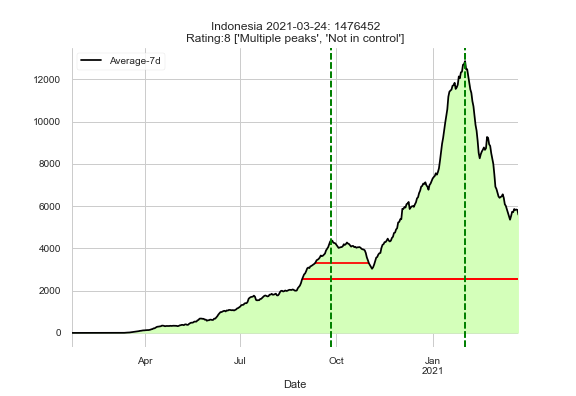 Indonesia 2021-03-24: 1476452
Rating:8 ['Multiple peaks', 'Not in control']
Average-7d
12000
10000
8000
6000
4000
2000
0
Apr
Jul
Oct
Jan
2021
Date